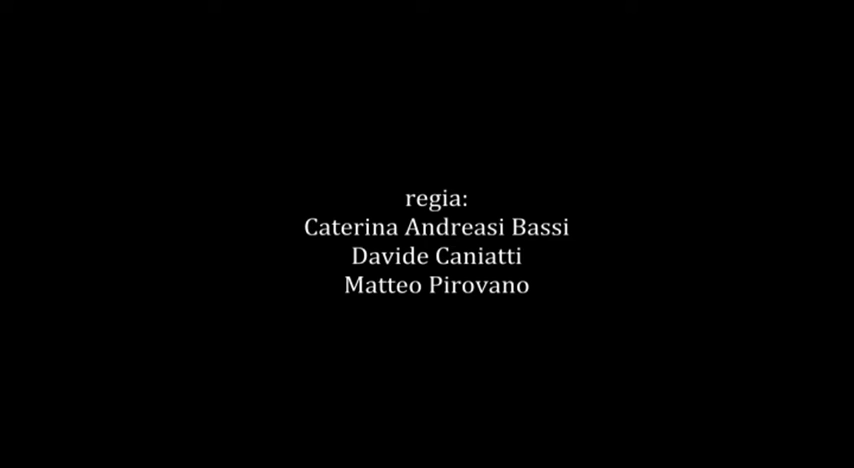 regia:
Caterina Andreasi Bassi
Davide Caniatti
Matteo Pirovano